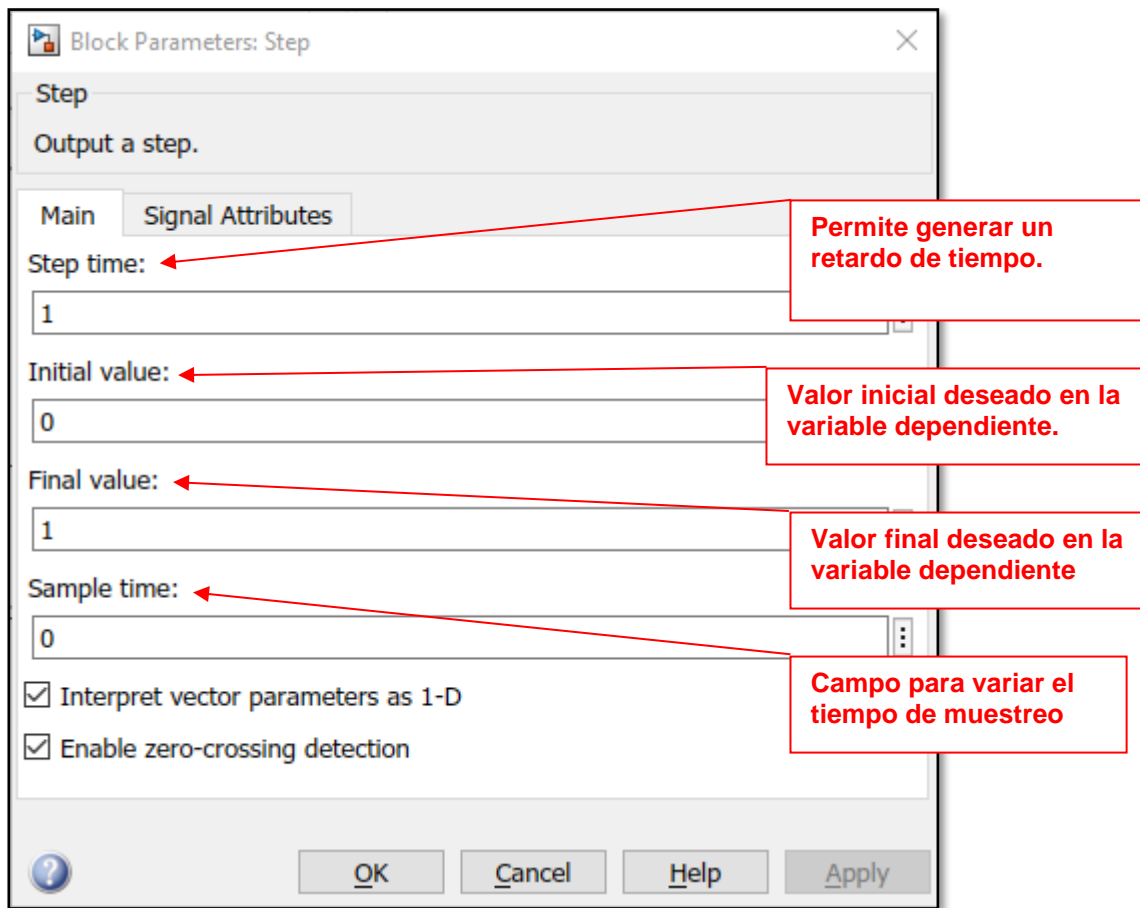 Block Parameters: Step
Step
Output a step.
Main
Signal Attributes
Permite generar un
retardo de tiempo.
Step time:
1
Initial value:
Valor inicial deseado en la
variable dependiente.
0
Final value:
1
Valor final deseado en la
variable dependiente
Sample time:
0
Campo para variar el
tiempo de muestreo
Interpret vector parameters as 1-D
Enable zero-crossing detection
?
OK
Cancel
Help
Apply